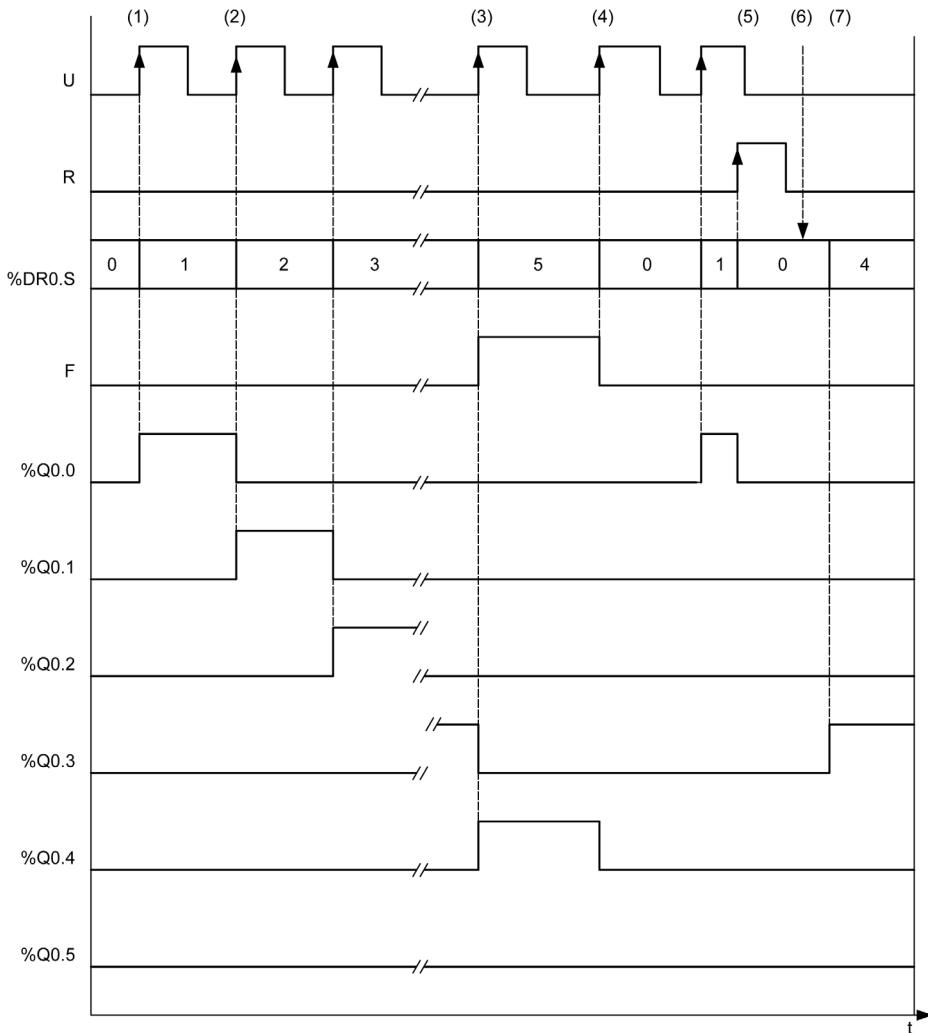 (1) (2) (3) (4) (5) (6) (7)
U
R
%DR0.S 0 1 2 3 5 0 1 0 4
F
%Q0.0
%Q0.1
%Q0.2
%Q0.3
%Q0.4
%Q0.5
t